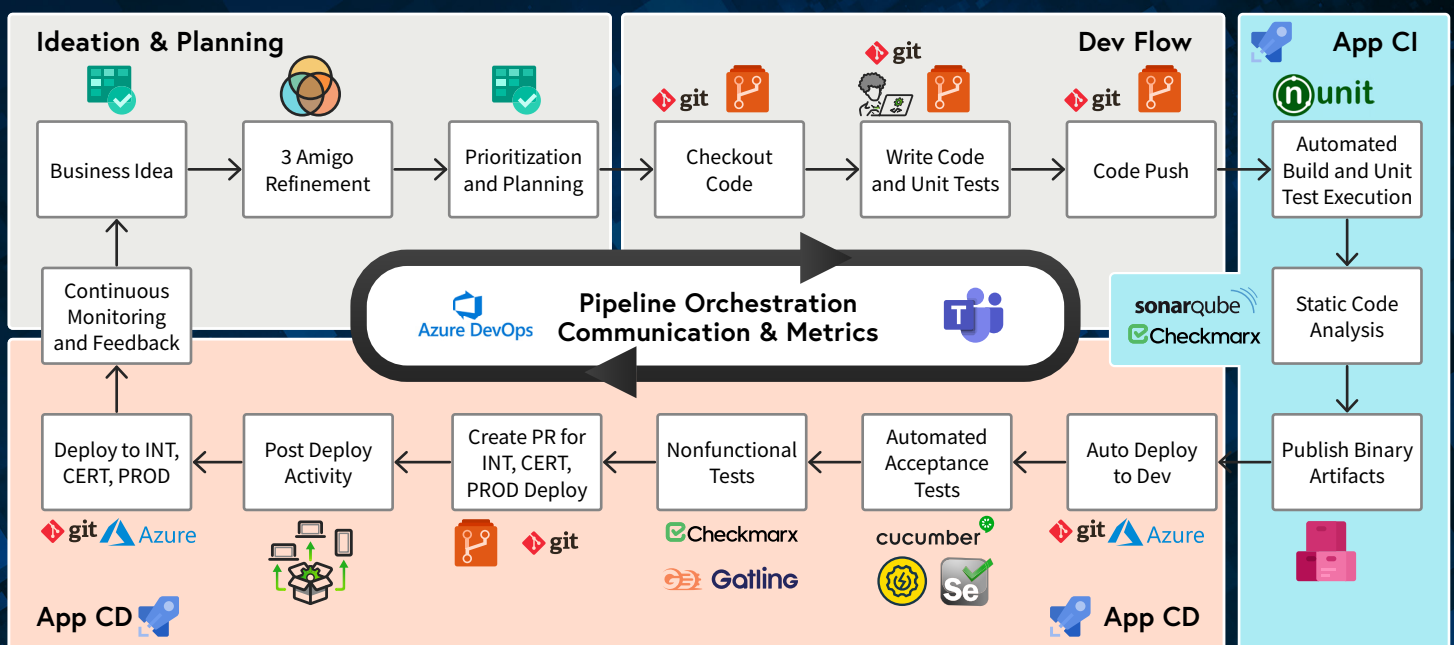 Ideation & Planning
Dev Flow
App CI
git
git
git
nunit
Business Idea
3 Amigo
Refinement
Prioritization
and Planning
Checkout
Code
Write Code
and Unit Tests
Code Push
Automated
Build and Unit
Test Execution
Continuous
Monitoring
and Feedback
Azure DevOps
Pipeline Orchestration
Communication & Metrics
T
sonarqube
Checkmarx
Static Code
Analysis
Deploy to INT,
CERT, PROD
Post Deploy
Activity
Create PR for
INT, CERT,
PROD Deploy
Nonfunctional
Tests
Automated
Acceptance
Tests
Auto Deploy
to Dev
Publish Binary
Artifacts
git
Azure
git
Checkmarx
Gatling
cucumber
Se
git
Azure
App CD
App CD